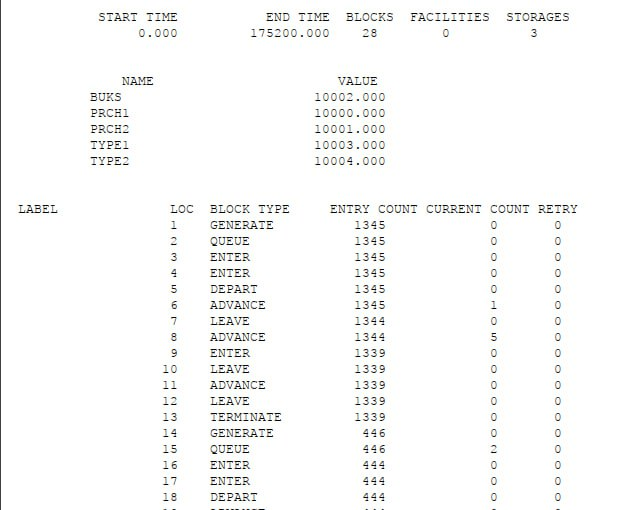 START TIME END TIME BLOCKS FACILITIES STORAGES
0.000 175200.000 28 0 3
NAME VALUE
BUKS 10002.000
PRCH1 10000.000
PRCH2 10001.000
TYPE1 10003.000
TYPE2 10004.000
LABEL LOC BLOCK TYPE ENTRY COUNT CURRENT COUNT RETRY
1 GENERATE 1345 0 0
2 QUEUE 1345 0 0
3 ENTER 1345 0 0
4 ENTER 1345 0 0
5 DEPART 1345 0 0
6 ADVANCE 1345 1 0
7 LEAVE 1344 0 0
8 ADVANCE 1344 5 0
9 ENTER 1339 0 0
10 LEAVE 1339 0 0
11 ADVANCE 1339 0 0
12 LEAVE 1339 0 0
13 TERMINATE 1339 0 0
14 GENERATE 446 0 0
15 QUEUE 446 2 0
16 ENTER 444 0 0
17 ENTER 444 0 0
18 DEPART 444 0 0